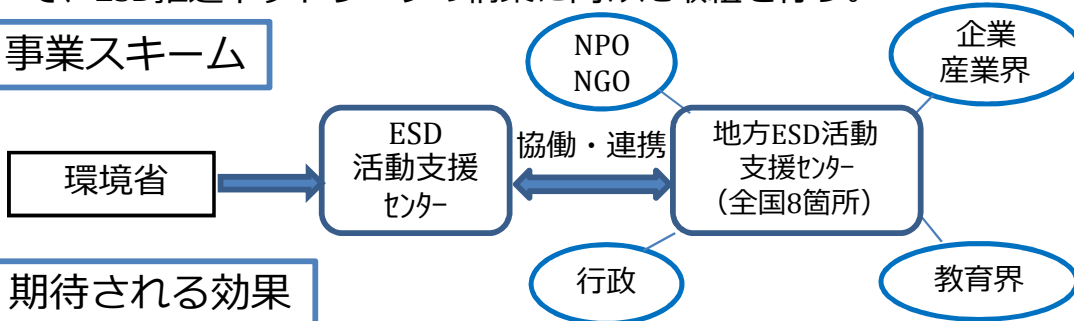 事業スキーム
NPO
NGO
企業
産業界
環境省
ESD
活動支援
ｾﾝﾀｰ
協働・連携
地方ESD活動
支援ｾﾝﾀｰ
（全国8箇所）
行政
教育界
期待される効果